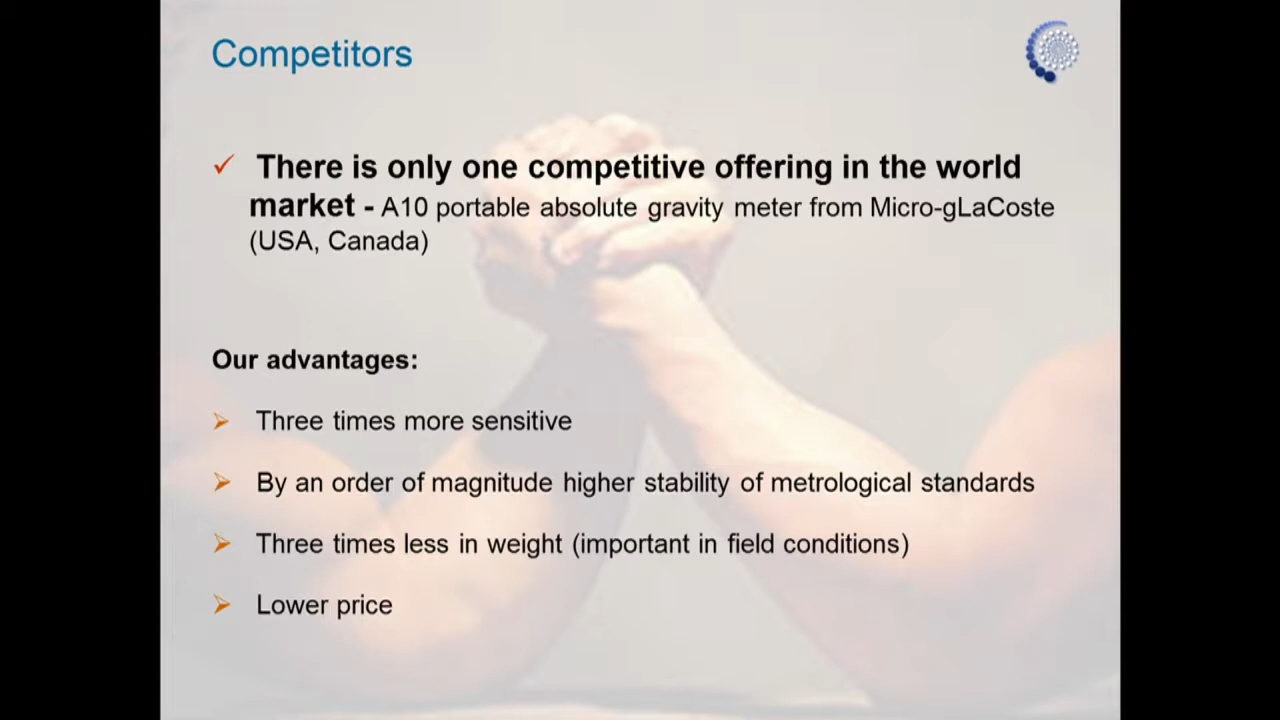 Competitors
There is only one competitive offering in the world
market - A10 portable absolute gravity meter from Micro-gLaCoste
(USA, Canada)
Our advantages:
Three times more sensitive
By an order of magnitude higher stability of metrological standards
Three times less in weight (important in field conditions)
Lower price